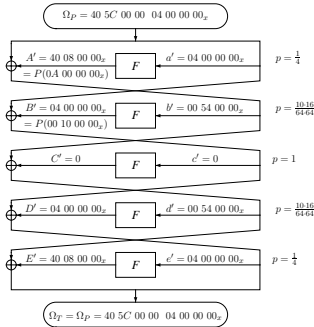 Ω_P = 40 5C 00 00 04 00 00 00_x
A' = 40 08 00 00_x F a' = 04 00 00 00_x p = 1/4
= P(0A 00 00 00_x)
B' = 04 00 00 00_x F b' = 00 54 00 00_x p = 10·16/64·64
= P(00 10 00 00_x)
C' = 0 F c' = 0 p = 1
D' = 04 00 00 00_x F d' = 00 54 00 00_x p = 10·16/64·64
E' = 40 08 00 00_x F e' = 04 00 00 00_x p = 1/4
Ω_T = Ω_P = 40 5C 00 00 04 00 00 00_x